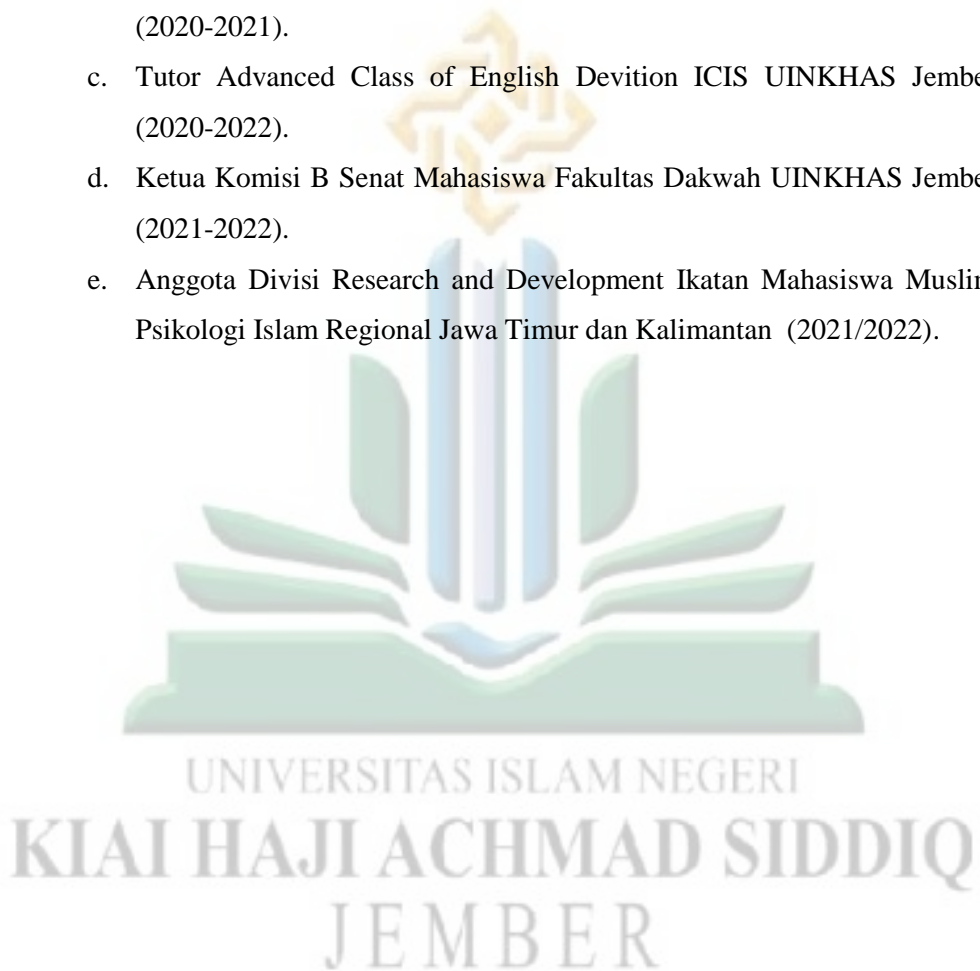 (2020-2021).
c. Tutor Advanced Class of English Devition ICIS UINKHAS Jembe
(2020-2022).
d. Ketua Komisi B Senat Mahasiswa Fakultas Dakwah UINKHAS Jembe
(2021-2022).
e. Anggota Divisi Research and Development Ikatan Mahasiswa Muslim
Psikologi Islam Regional Jawa Timur dan Kalimantan (2021/2022).
UNIVERSITAS ISLAM NEGERI
KIAI HAJI ACHMAD SIDDIQ
JEMBER